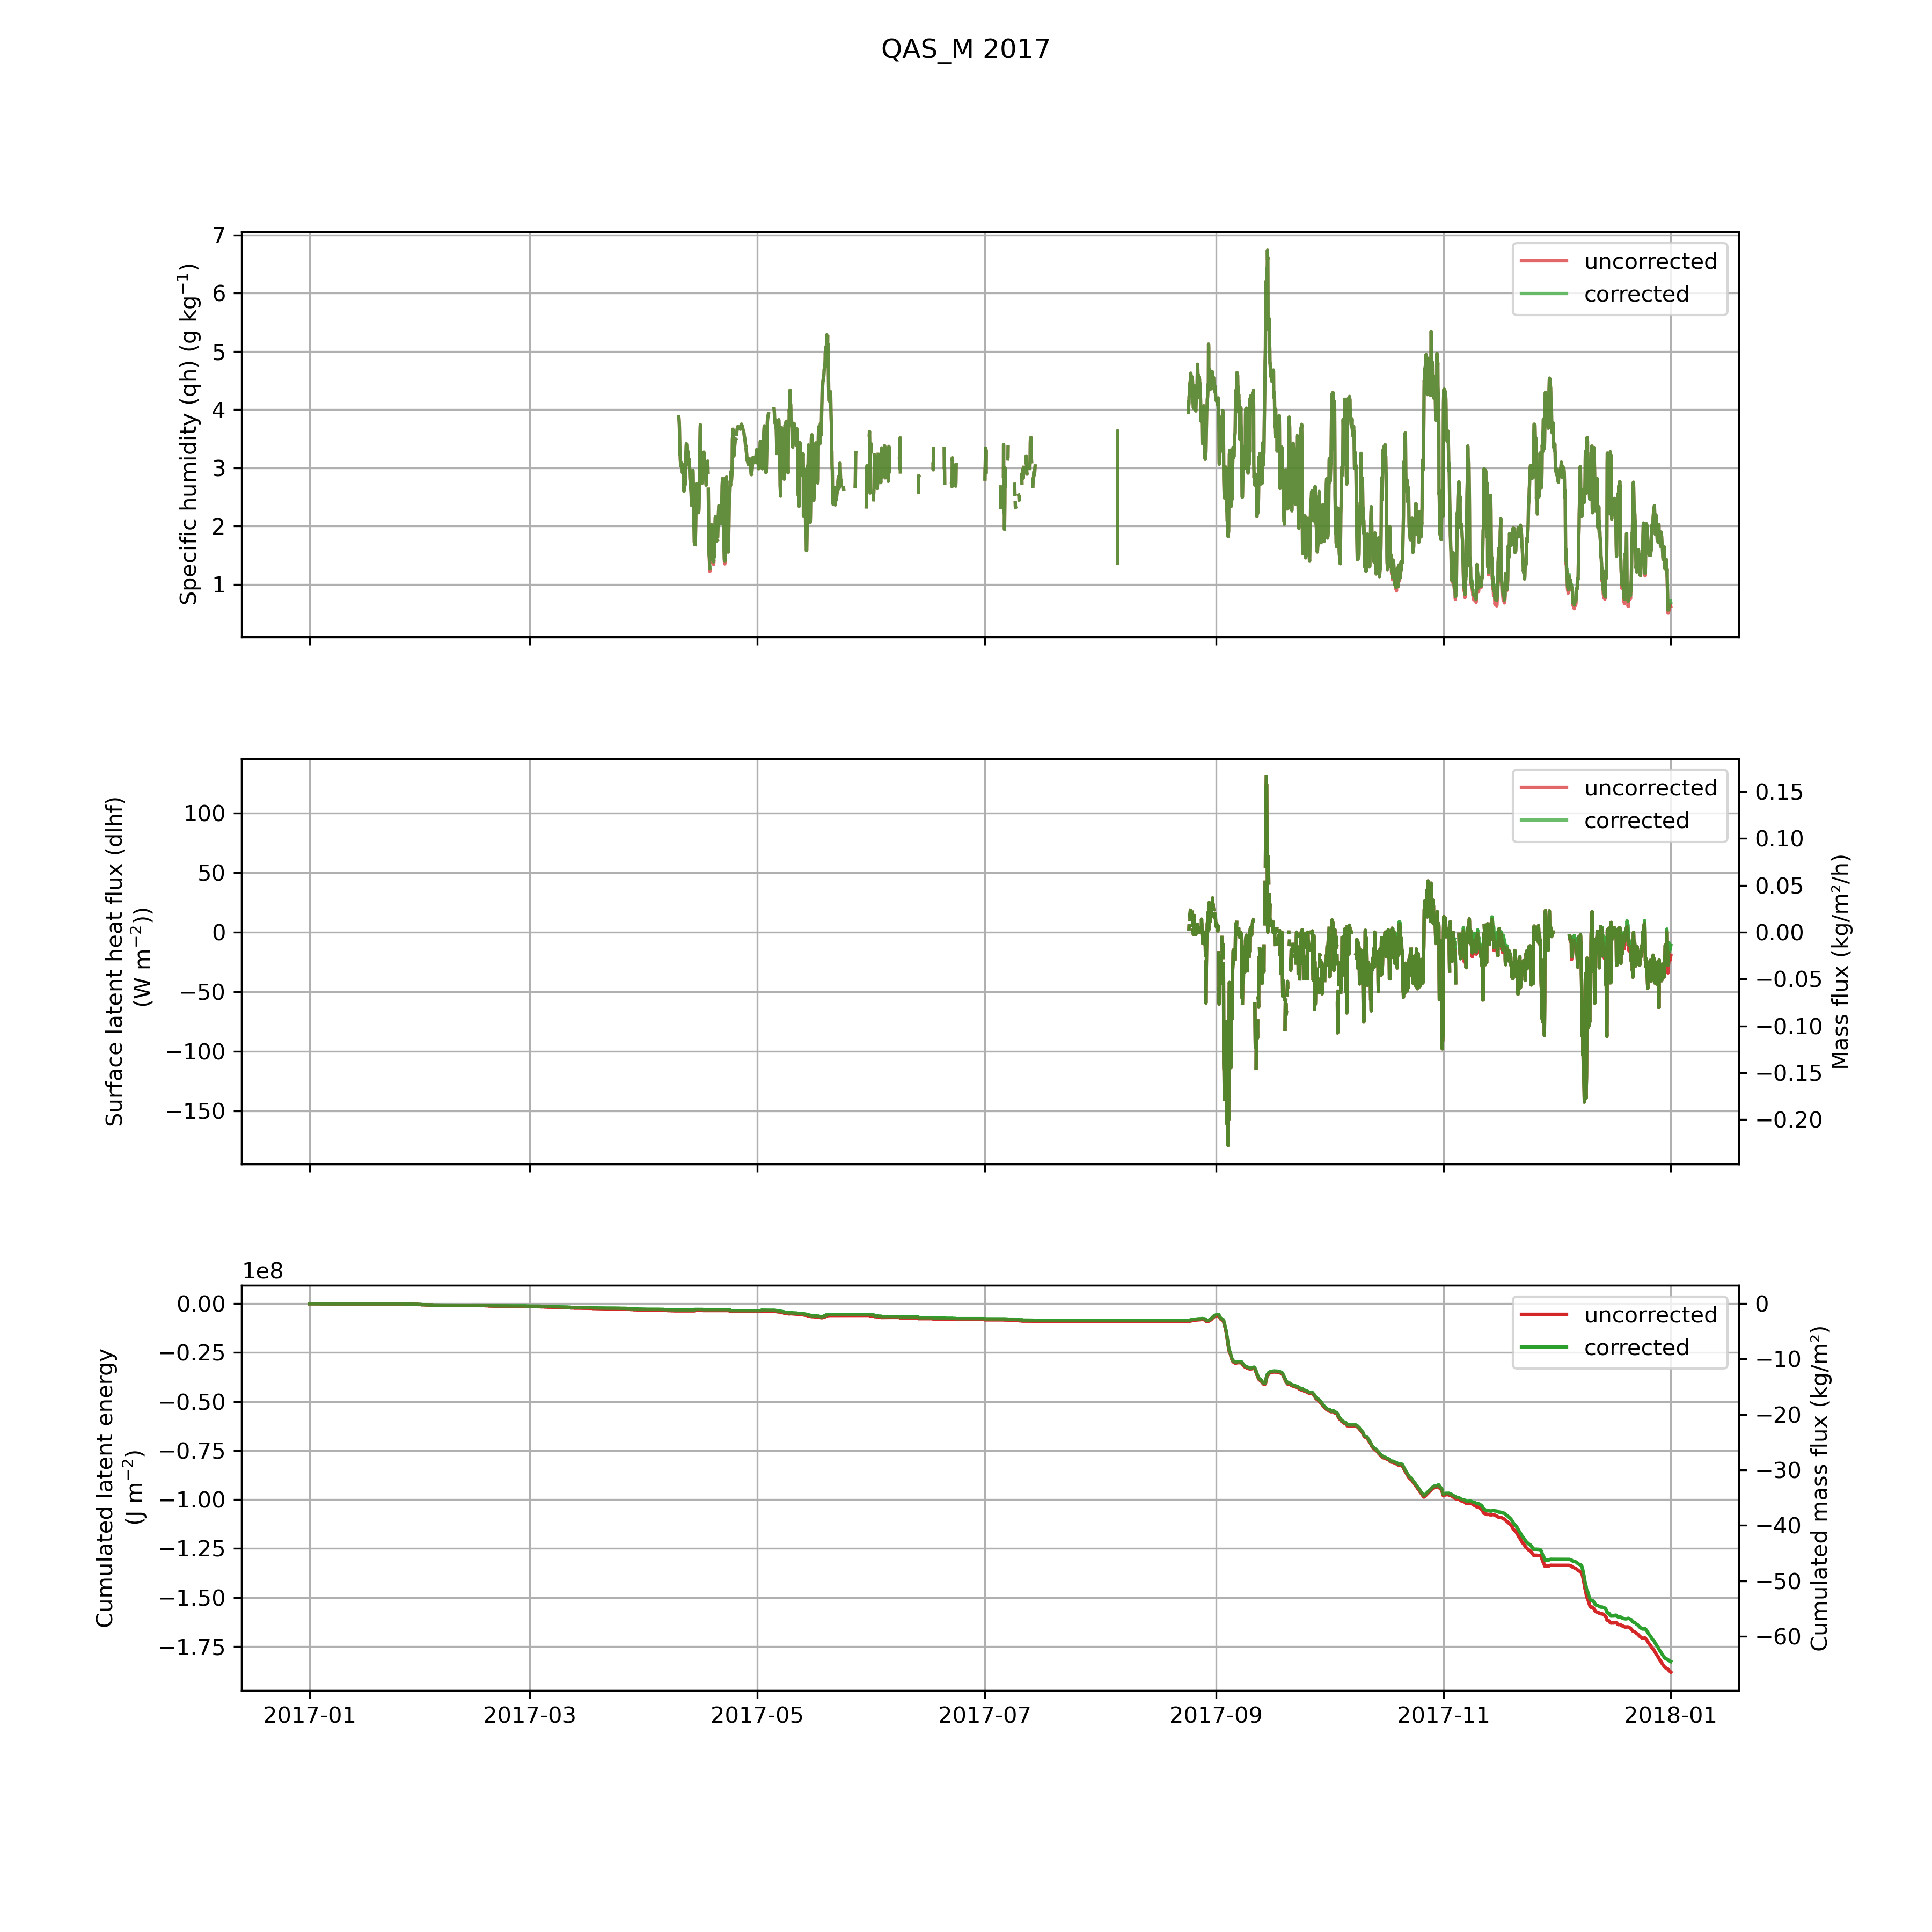 QAS_M 2017
Specific humidity (qh) (g kg⁻¹)
7
6
5
4
3
2
1
uncorrected
corrected
Surface latent heat flux (dlhf)
(W m⁻²))
100
50
0
−50
−100
−150
uncorrected
corrected
0.15
0.10
0.05
0.00
−0.05
−0.10
−0.15
−0.20
Mass flux (kg/m²/h)
1e8
Cumulated latent energy
(J m⁻²)
0.00
−0.25
−0.50
−0.75
−1.00
−1.25
−1.50
−1.75
uncorrected
corrected
0
−10
−20
−30
−40
−50
−60
Cumulated mass flux (kg/m²)
2017-01 2017-03 2017-05 2017-07 2017-09 2017-11 2018-01